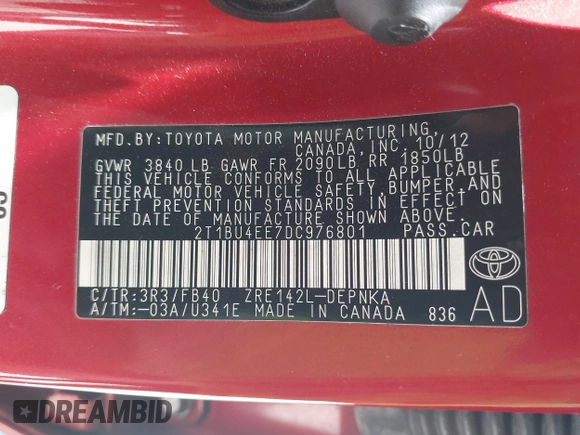 MFD.BY:TOYOTA MOTOR MANUFACTURING,
CANADA,INC. 10/12
GVWR 3840 LB GAWR FR 2090LB RR 1850LB
THIS VEHICLE CONFORMS TO ALL APPLICABLE
FEDERAL MOTOR VEHICLE SAFETY,BUMPER,AND
THEFT PREVENTION STANDARDS IN EFFECT ON
THE DATE OF MANUFACTURE SHOWN ABOVE.
2T1BU4EE7DC976801 PASS.CAR
C/TR:3R3/FB40 ZRE142L-DEPNKA
A/TM:-03A/U341E MADE IN CANADA 836
AD
DREAMBID